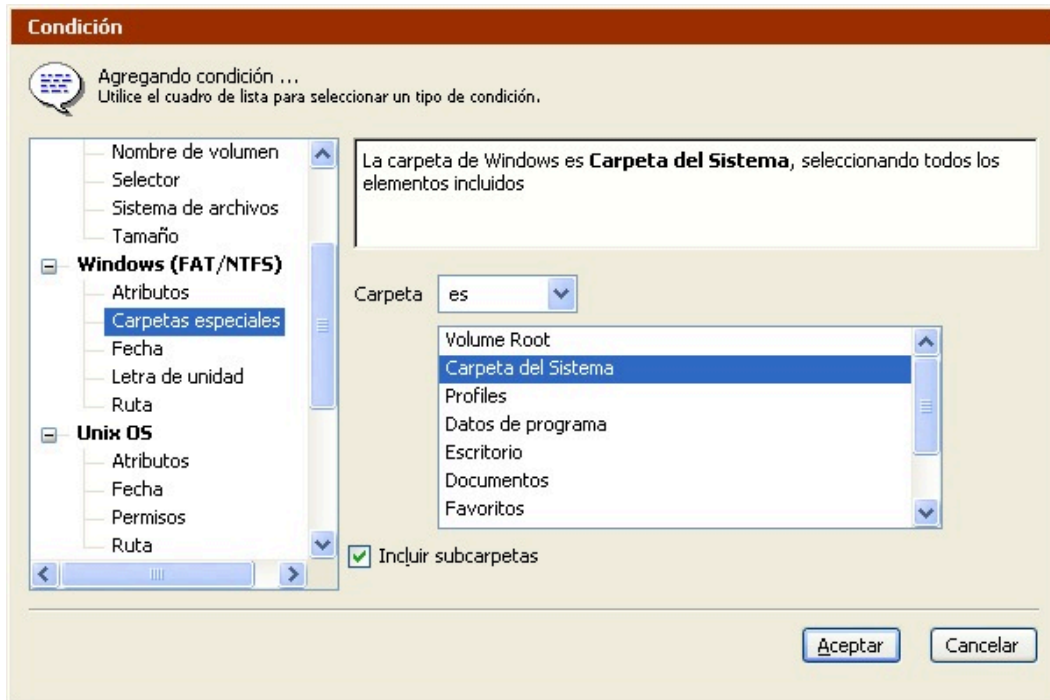 Condición
Agregando condición ...
Utilice el cuadro de lista para seleccionar un tipo de condición.
Nombre de volumen
Selector
Sistema de archivos
Tamaño
Windows (FAT/NTFS)
Atributos
Carpetas especiales
Fecha
Letra de unidad
Ruta
Unix OS
Atributos
Fecha
Permisos
Ruta
La carpeta de Windows es Carpeta del Sistema, seleccionando todos los
elementos incluidos
Carpeta es
Volume Root
Carpeta del Sistema
Profiles
Datos de programa
Escritorio
Documentos
Favoritos
Incluir subcarpetas
Aceptar Cancelar